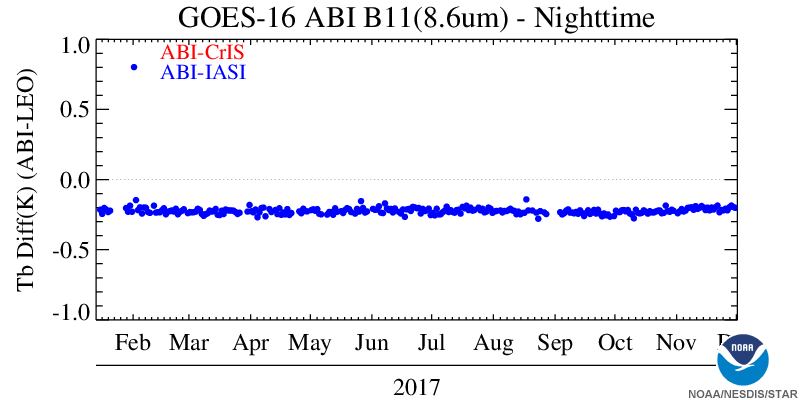 GOES-16 ABI B11(8.6um) - Nighttime
1.0
ABI-CrIS
ABI-IASI
0.5
0.0
-0.5
-1.0
Tb Diff(K) (ABI-LEO)
Feb Mar Apr May Jun Jul Aug Sep Oct Nov
2017
NOAA
NOAA/NESDIS/STAR